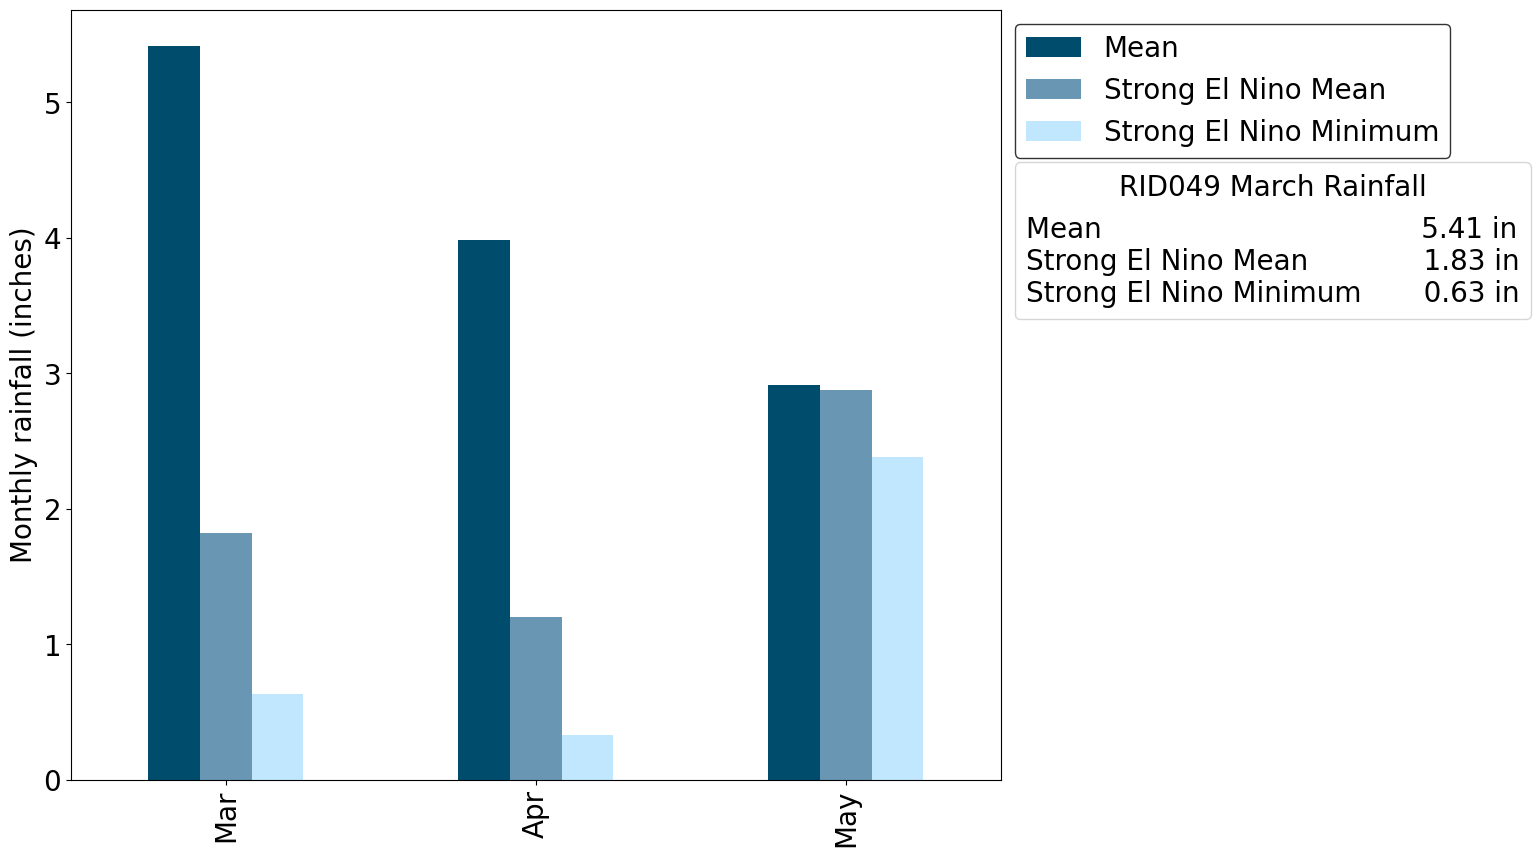 Monthly rainfall (inches)
5
4
3
2
1
0
Mar
Apr
May
Mean
Strong El Nino Mean
Strong El Nino Minimum
RID049 March Rainfall
Mean 5.41 in
Strong El Nino Mean 1.83 in
Strong El Nino Minimum 0.63 in